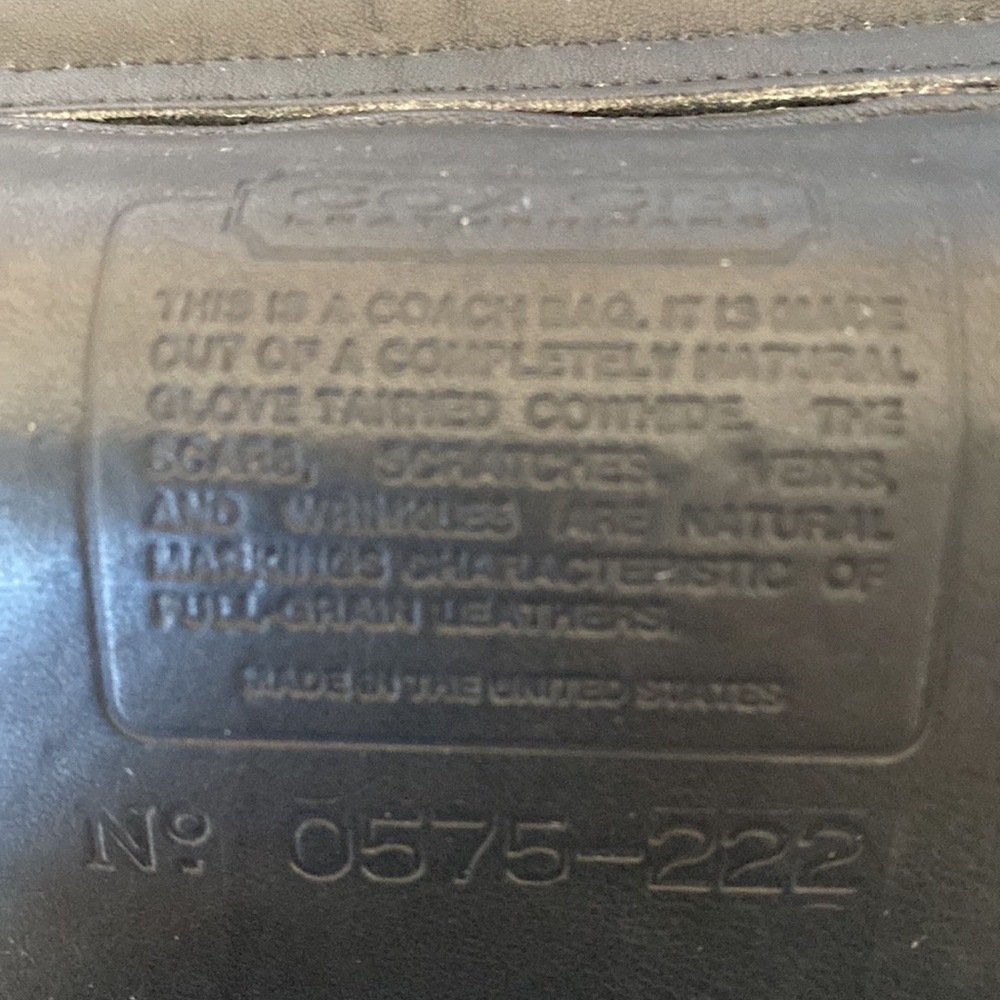 COACH
THIS IS A COACH BAG. IT IS MADE
OUT OF A COMPLETELY NATURAL
GLOVE TANNED COWHIDE. THE
SCARS, SCRATCHES, VEINS,
AND WRINKLES ARE NATURAL
MARKINGS CHARACTERISTIC OF
FULL GRAIN LEATHERS.
MADE IN THE UNITED STATES
Nº 0575-222